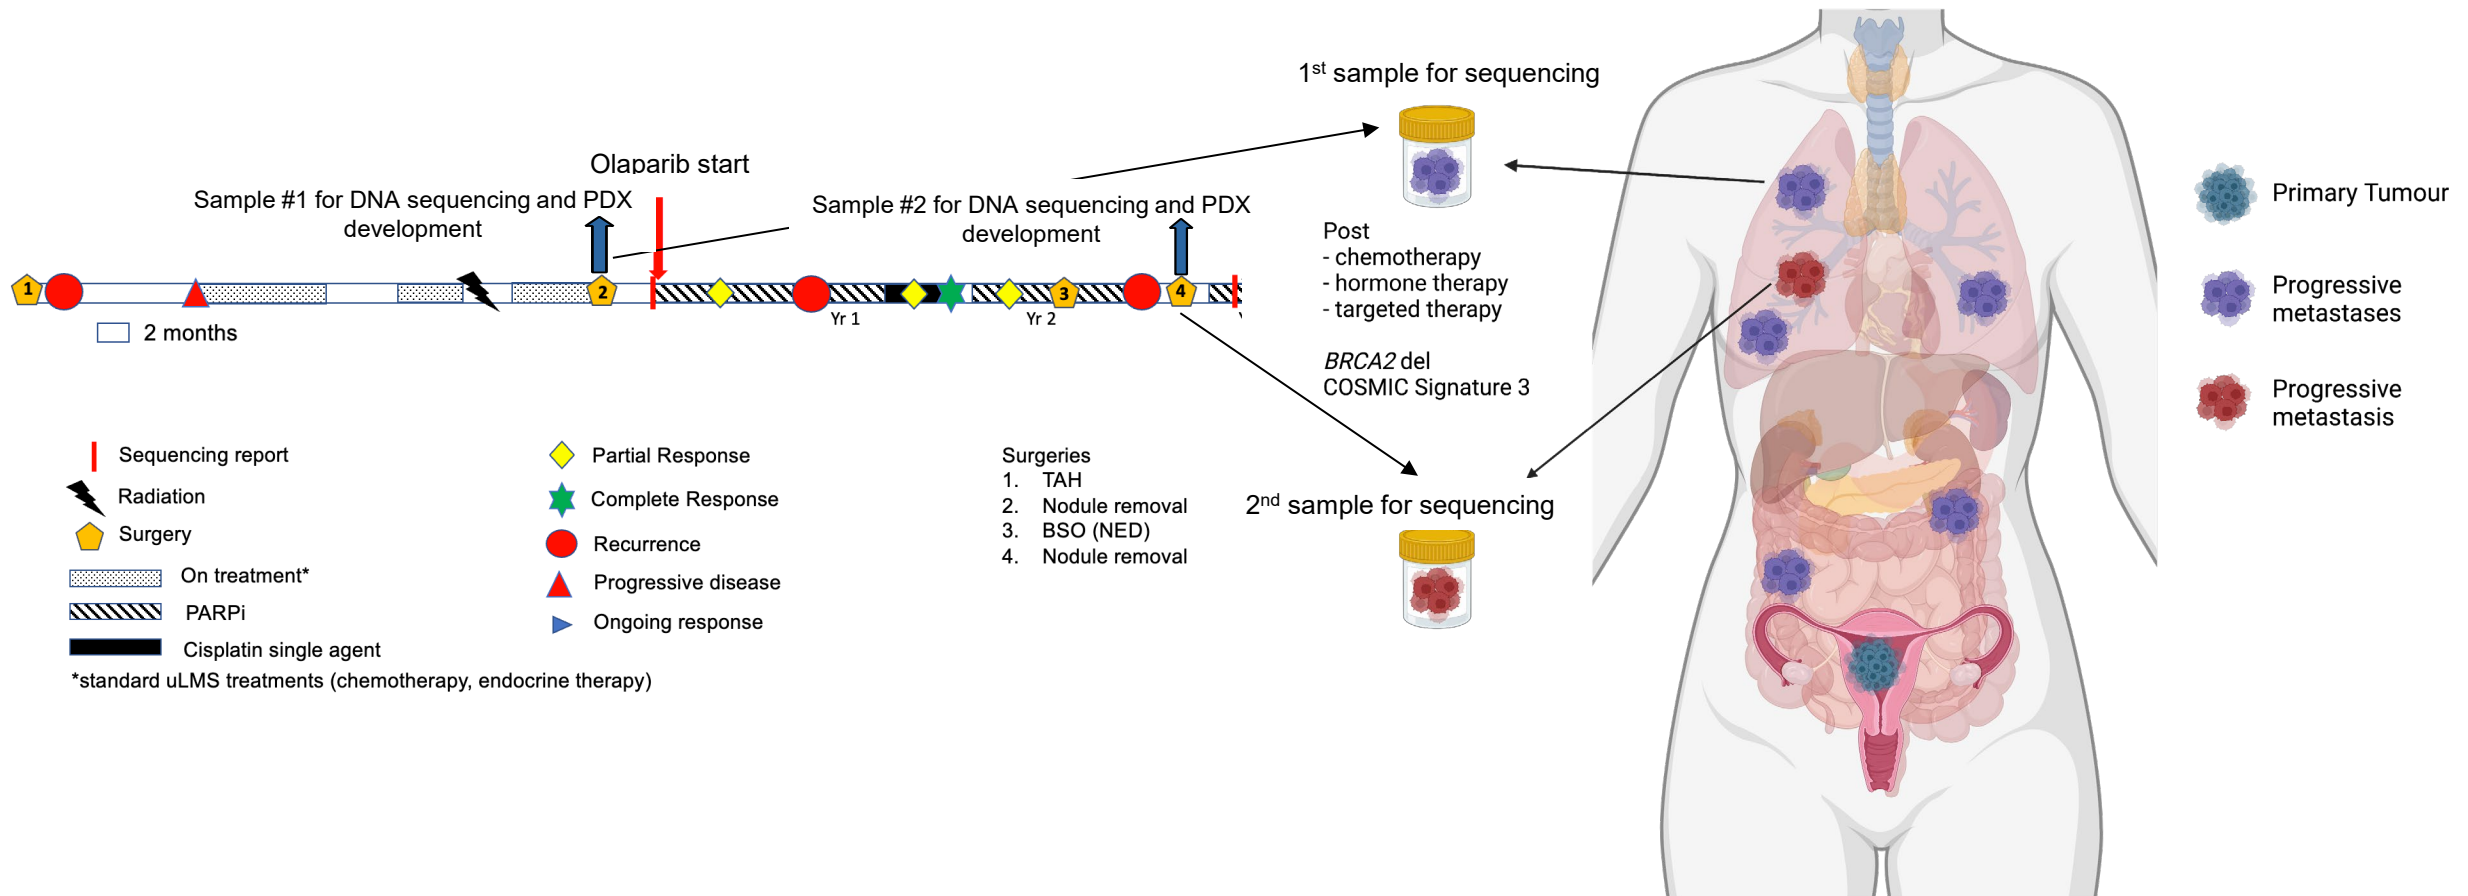 1st sample for sequencing
Olaparib start
Sample #1 for DNA sequencing and PDX
development
Sample #2 for DNA sequencing and PDX
development
1
2
3
4
Yr 1
Yr 2
2 months
Post
- chemotherapy
- hormone therapy
- targeted therapy
BRCA2 del
COSMIC Signature 3
2nd sample for sequencing
Primary Tumour
Progressive
metastases
Progressive
metastasis
Sequencing report
Radiation
Surgery
On treatment*
PARPi
Cisplatin single agent
*standard uLMS treatments (chemotherapy, endocrine therapy)
Partial Response
Complete Response
Recurrence
Progressive disease
Ongoing response
Surgeries
1. TAH
2. Nodule removal
3. BSO (NED)
4. Nodule removal